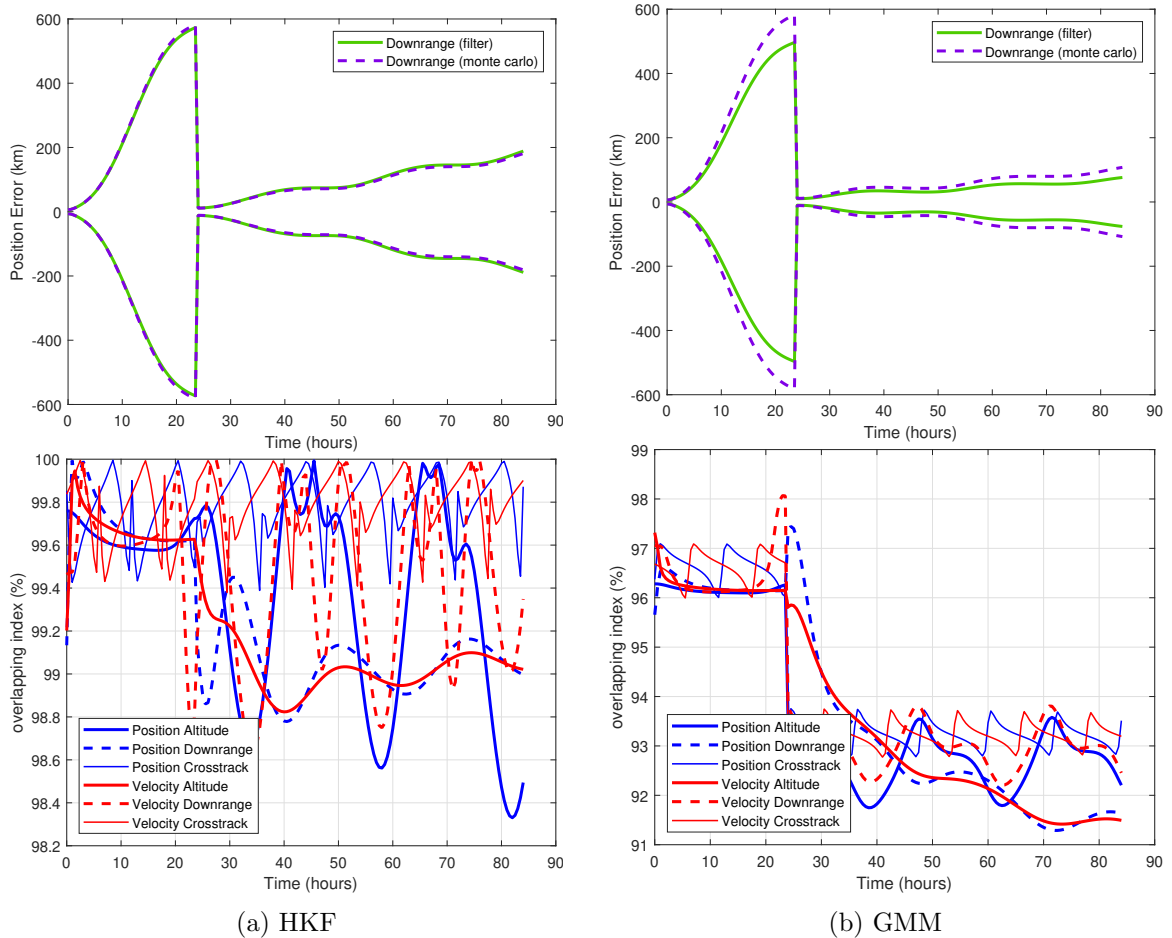 600
400
200
0
-200
-400
-600
Position Error (km)
0 10 20 30 40 50 60 70 80 90
Time (hours)
Downrange (filter)
Downrange (monte carlo)
600
400
200
0
-200
-400
-600
Position Error (km)
0 10 20 30 40 50 60 70 80 90
Time (hours)
Downrange (filter)
Downrange (monte carlo)
100
99.8
99.6
99.4
99.2
99
98.8
98.6
98.4
98.2
overlapping index (%)
Position Altitude
Position Downrange
Position Crosstrack
Velocity Altitude
Velocity Downrange
Velocity Crosstrack
0 10 20 30 40 50 60 70 80 90
Time (hours)
99
98
97
96
95
94
93
92
91
overlapping index (%)
Position Altitude
Position Downrange
Position Crosstrack
Velocity Altitude
Velocity Downrange
Velocity Crosstrack
0 10 20 30 40 50 60 70 80 90
Time (hours)
(a) HKF
(b) GMM